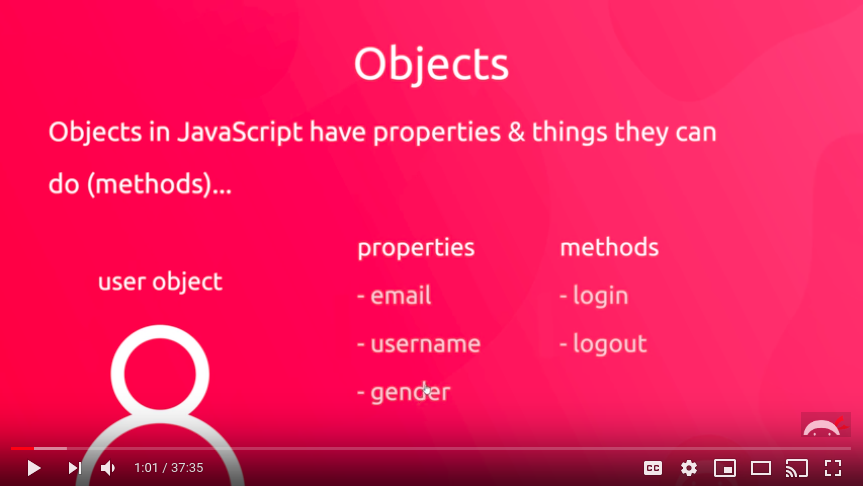 Objects
Objects in JavaScript have properties & things they can
do (methods)...
user object
properties
- email
- username
- gender
methods
- login
- logout
1:01 / 37:35
CC